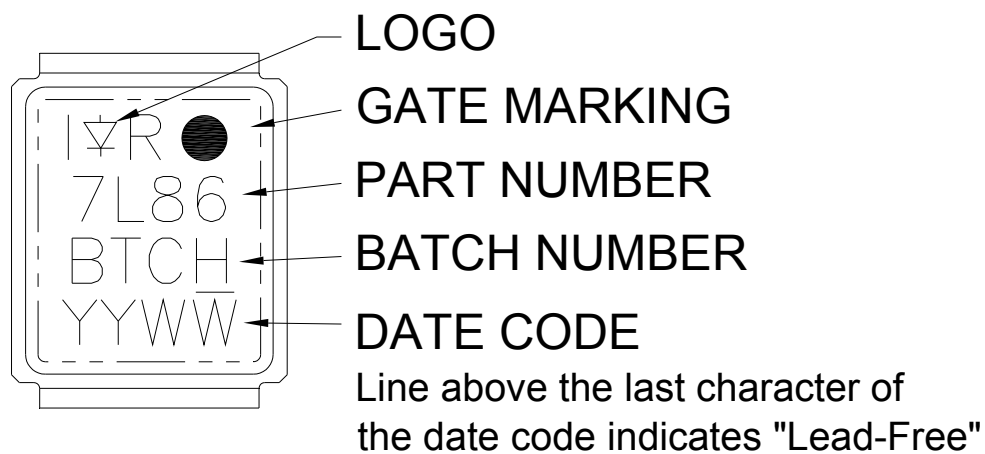 LOGO
GATE MARKING
PART NUMBER
BATCH NUMBER
DATE CODE
Line above the last character of
the date code indicates "Lead-Free"
I R
7L86
BTCH
YYWW